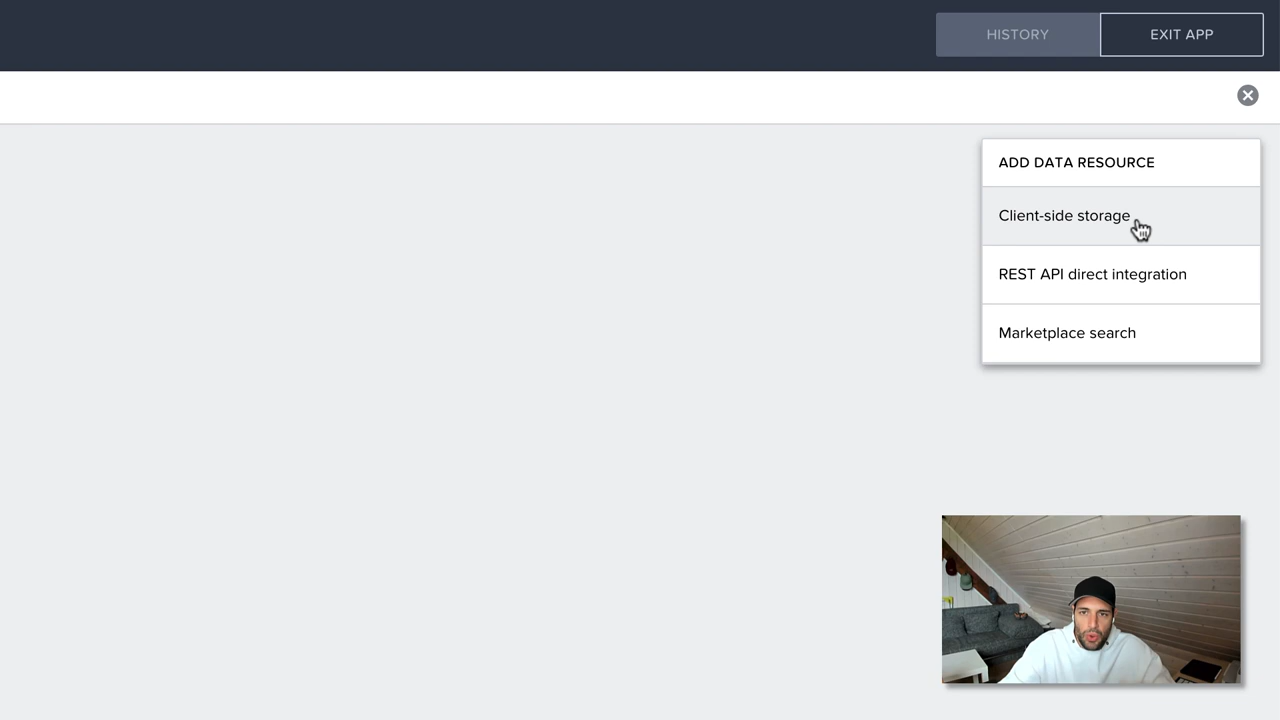 HISTORY
EXIT APP
ADD DATA RESOURCE
Client-side storage
REST API direct integration
Marketplace search